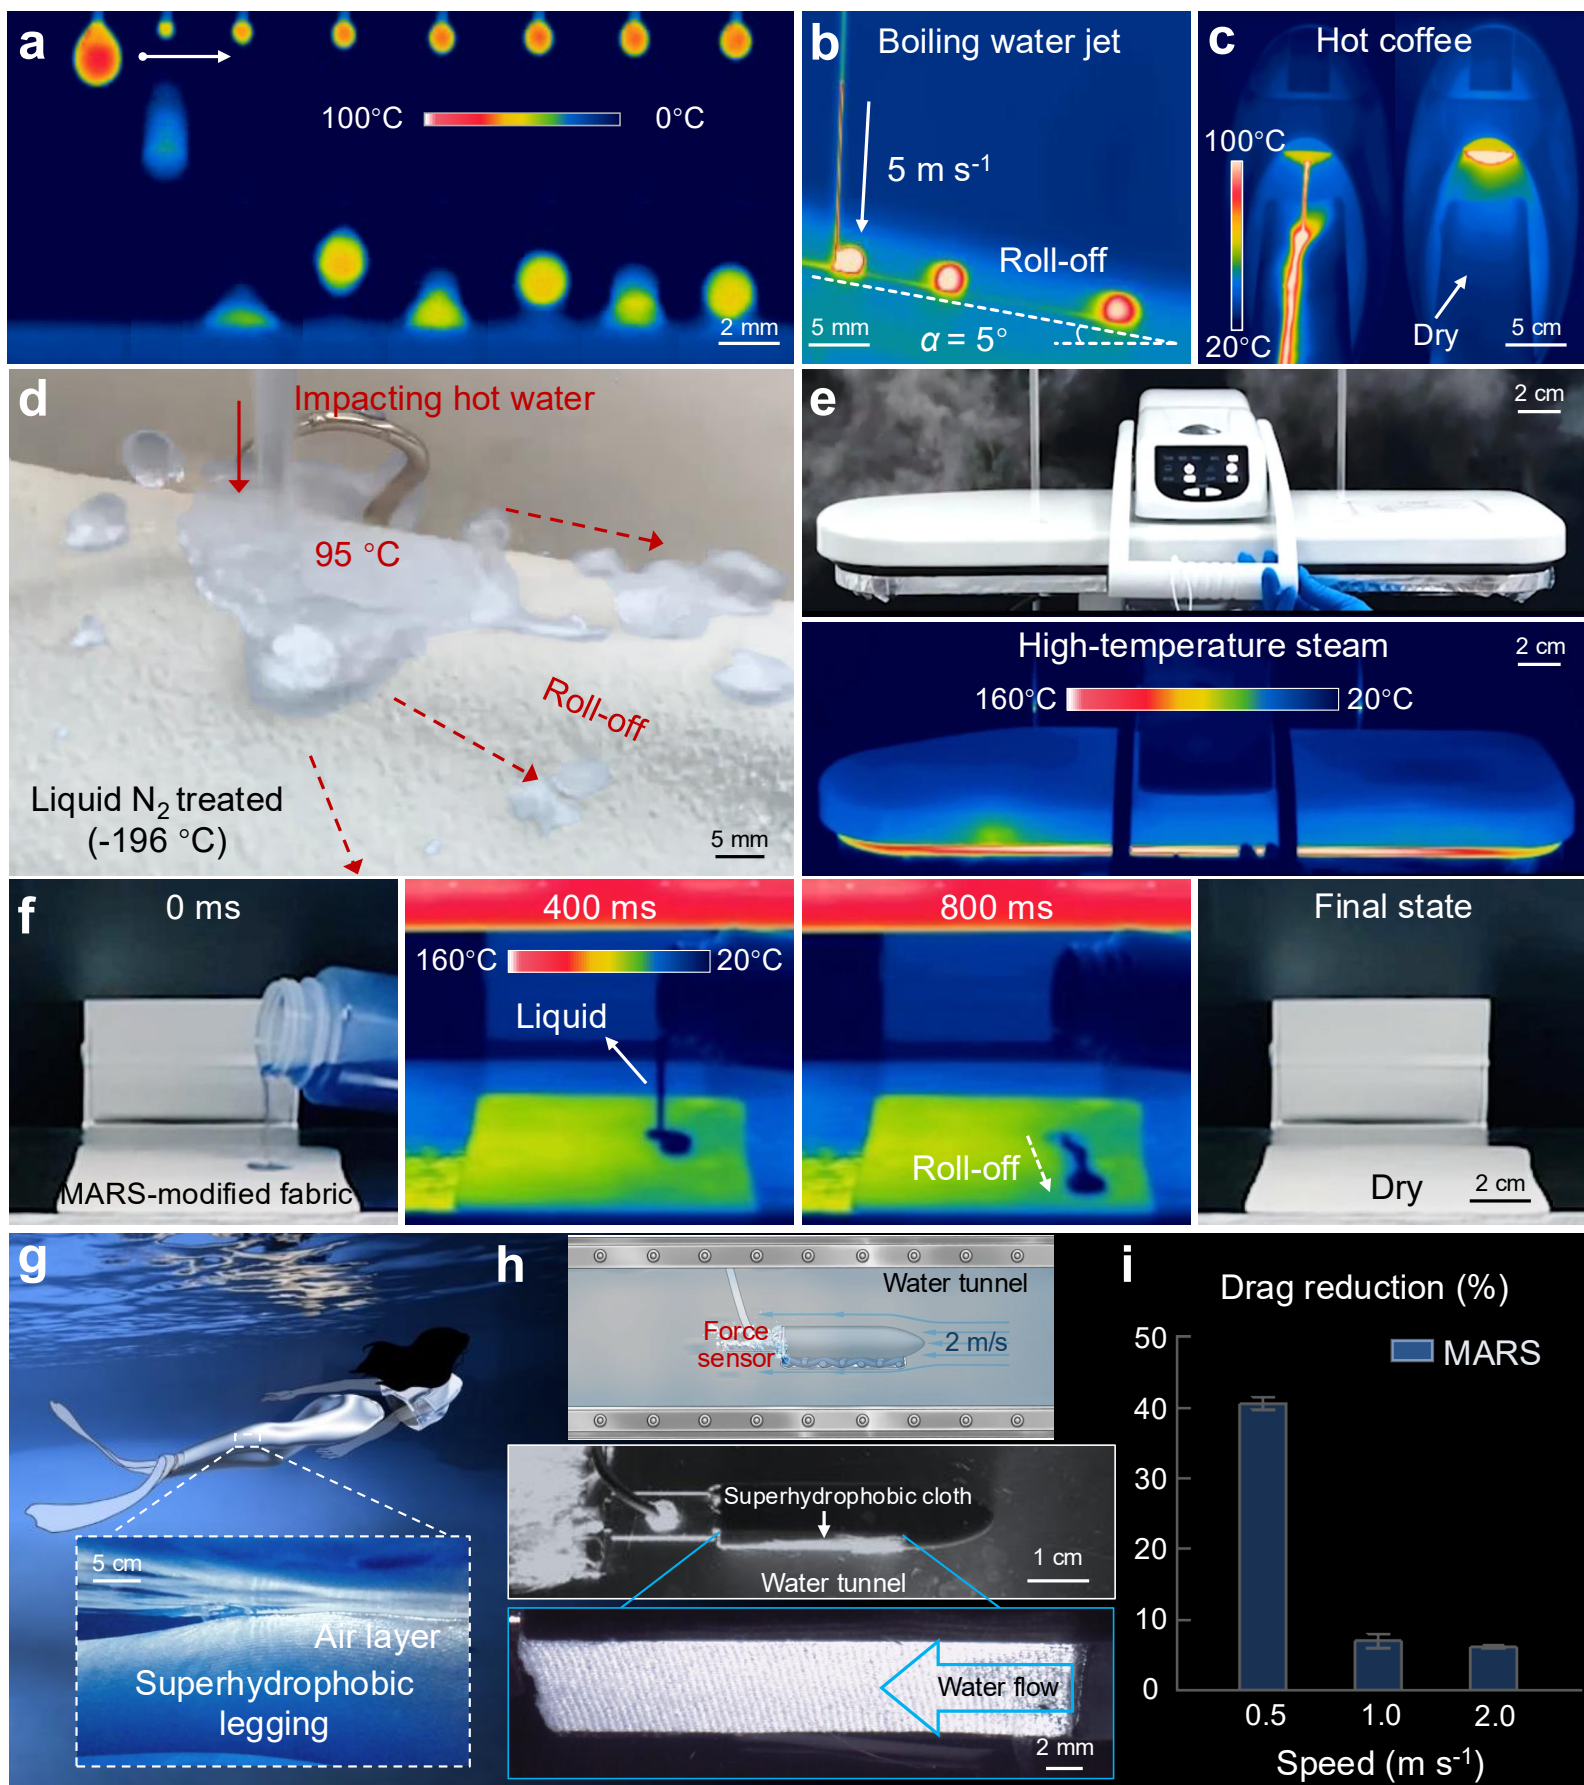 a
100°C 0°C
2 mm
b Boiling water jet
5 m s-1
Roll-off
5 mm
α = 5°
c Hot coffee
100°C
20°C
Dry
5 cm
d
Impacting hot water
95 °C
Roll-off
Liquid N2 treated
(-196 °C)
5 mm
e
2 cm
High-temperature steam
2 cm
160°C 20°C
f
0 ms
MARS-modified fabric
400 ms
160°C 20°C
Liquid
800 ms
Roll-off
Final state
Dry
2 cm
g
5 cm
Air layer
Superhydrophobic
legging
h
Water tunnel
Force
sensor
2 m/s
Superhydrophobic cloth
1 cm
Water tunnel
Water flow
2 mm
i
Drag reduction (%)
MARS
50
40
30
20
10
0
0.5 1.0 2.0
Speed (m s-1)